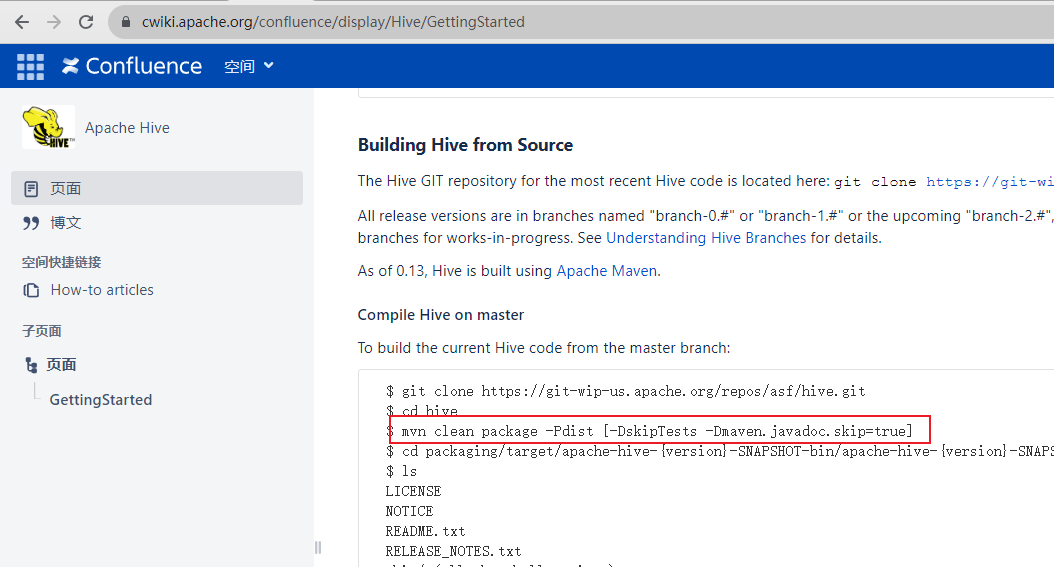 cwiki.apache.org/confluence/display/Hive/GettingStarted
Confluence 空间
HIVE
Apache Hive
页面
博文
空间快捷链接
How-to articles
子页面
页面
GettingStarted
Building Hive from Source
The Hive GIT repository for the most recent Hive code is located here: git clone https://git-wi
All release versions are in branches named "branch-0.#" or "branch-1.#" or the upcoming "branch-2.#",
branches for works-in-progress. See Understanding Hive Branches for details.
As of 0.13, Hive is built using Apache Maven.
Compile Hive on master
To build the current Hive code from the master branch:
$ git clone https://git-wip-us.apache.org/repos/asf/hive.git
$ cd hive
$ mvn clean package -Pdist [-DskipTests -Dmaven.javadoc.skip=true]
$ cd packaging/target/apache-hive-{version}-SNAPSHOT-bin/apache-hive-{version}-SNAPS
$ ls
LICENSE
NOTICE
README.txt
RELEASE_NOTES.txt